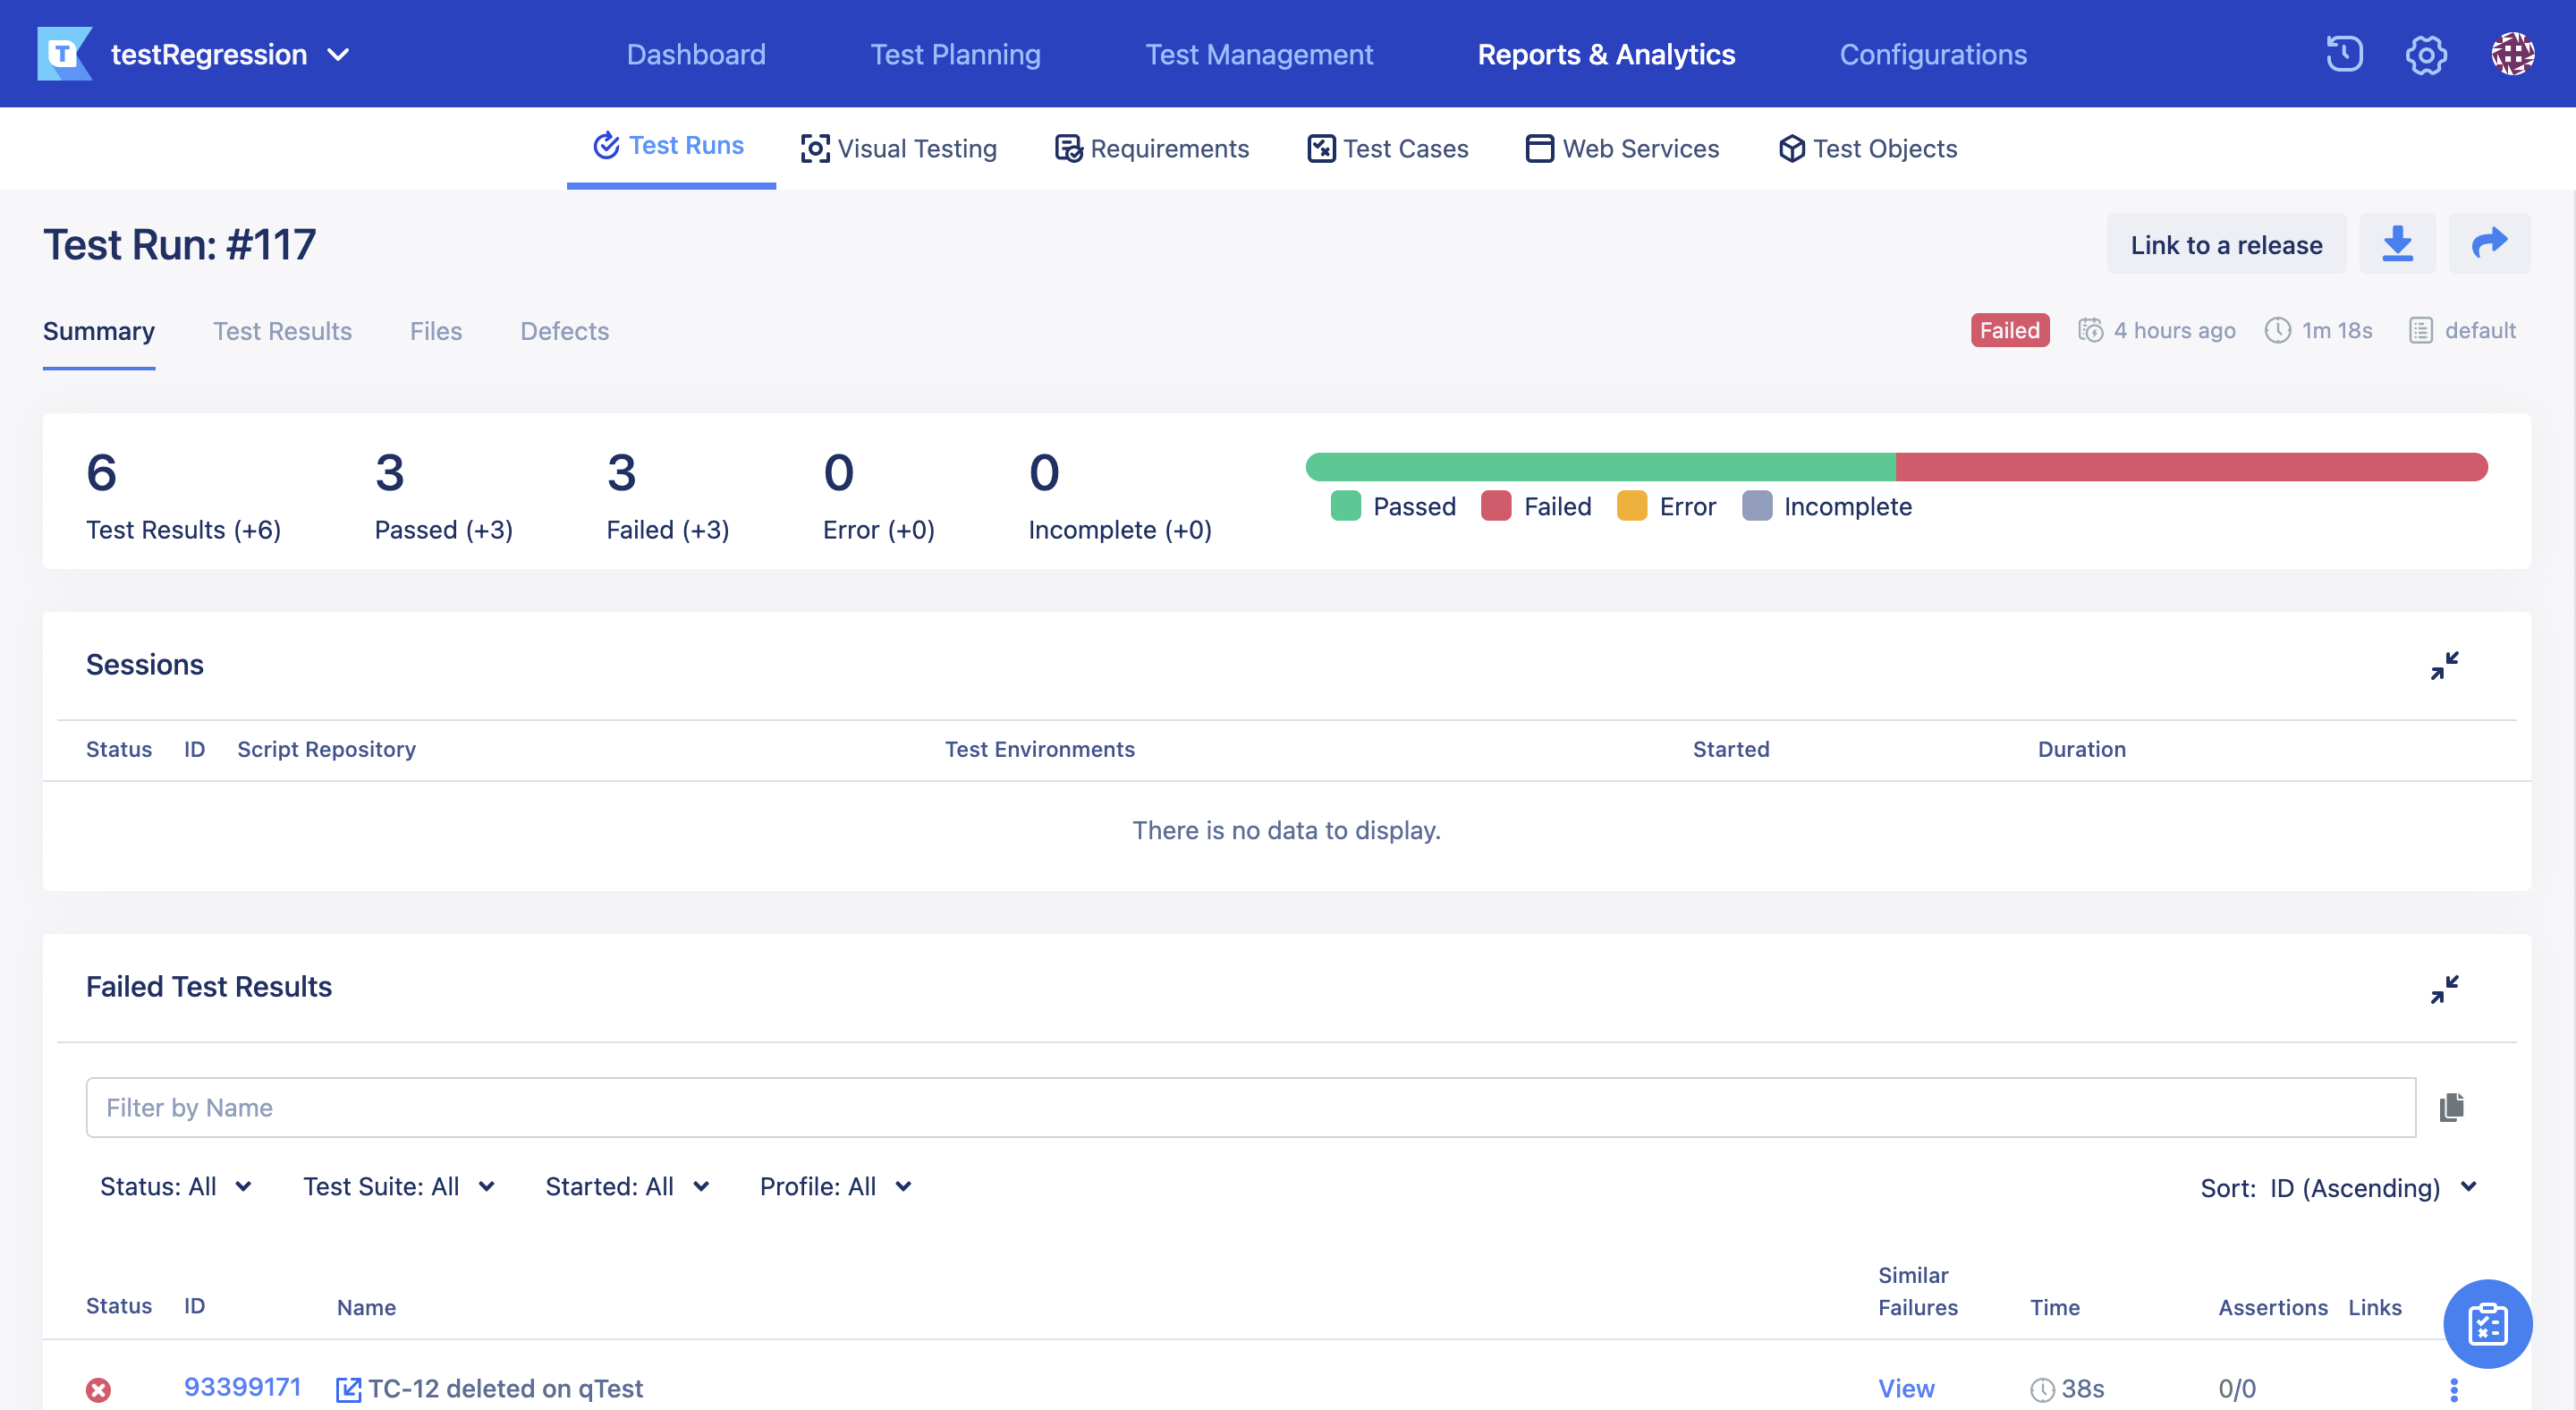 testRegression
Dashboard Test Planning Test Management Reports & Analytics Configurations
Test Runs Visual Testing Requirements Test Cases Web Services Test Objects
Test Run: #117
Link to a release
Summary Test Results Files Defects
Failed 4 hours ago 1m 18s default
6 3 3 0 0
Test Results (+6) Passed (+3) Failed (+3) Error (+0) Incomplete (+0)
Passed Failed Error Incomplete
Sessions
Status ID Script Repository Test Environments Started Duration
There is no data to display.
Failed Test Results
Filter by Name
Status: All Test Suite: All Started: All Profile: All Sort: ID (Ascending)
Status ID Name Similar Failures Time Assertions Links
93399171 TC-12 deleted on qTest View 38s 0/0